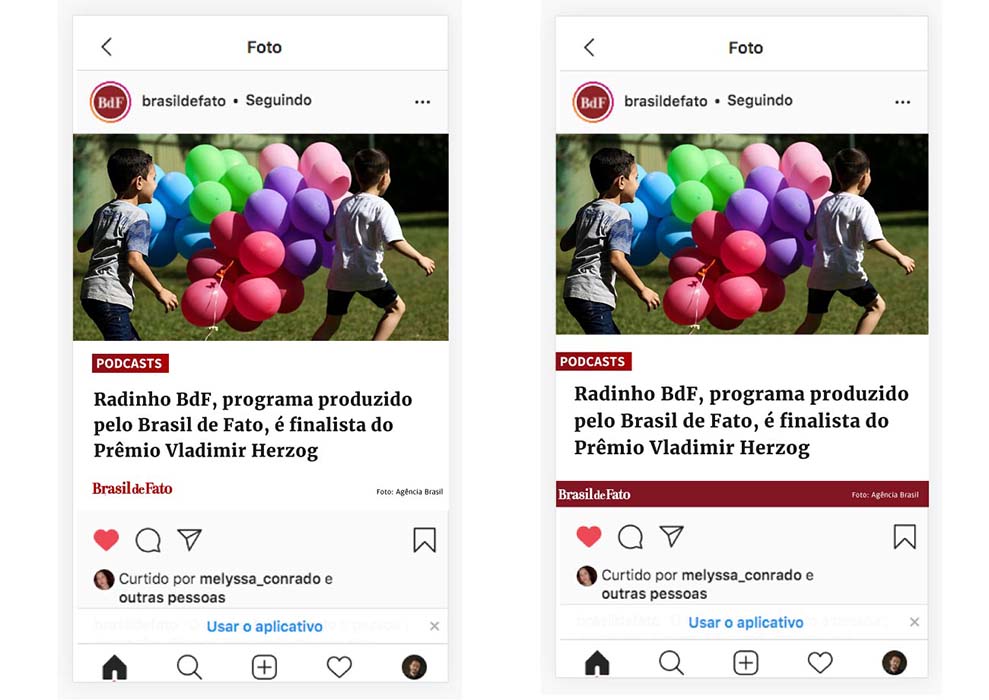 Foto
BdF brasildefato • Seguindo
PODCASTS
Radinho BdF, programa produzido
pelo Brasil de Fato, é finalista do
Prêmio Vladimir Herzog
Brasil de Fato
Foto: Agência Brasil
Curtido por melyssa_conrado e
outras pessoas
Usar o aplicativo
Foto
BdF brasildefato • Seguindo
PODCASTS
Radinho BdF, programa produzido
pelo Brasil de Fato, é finalista do
Prêmio Vladimir Herzog
Brasil de Fato
Foto: Agência Brasil
Curtido por melyssa_conrado e
outras pessoas
Usar o aplicativo